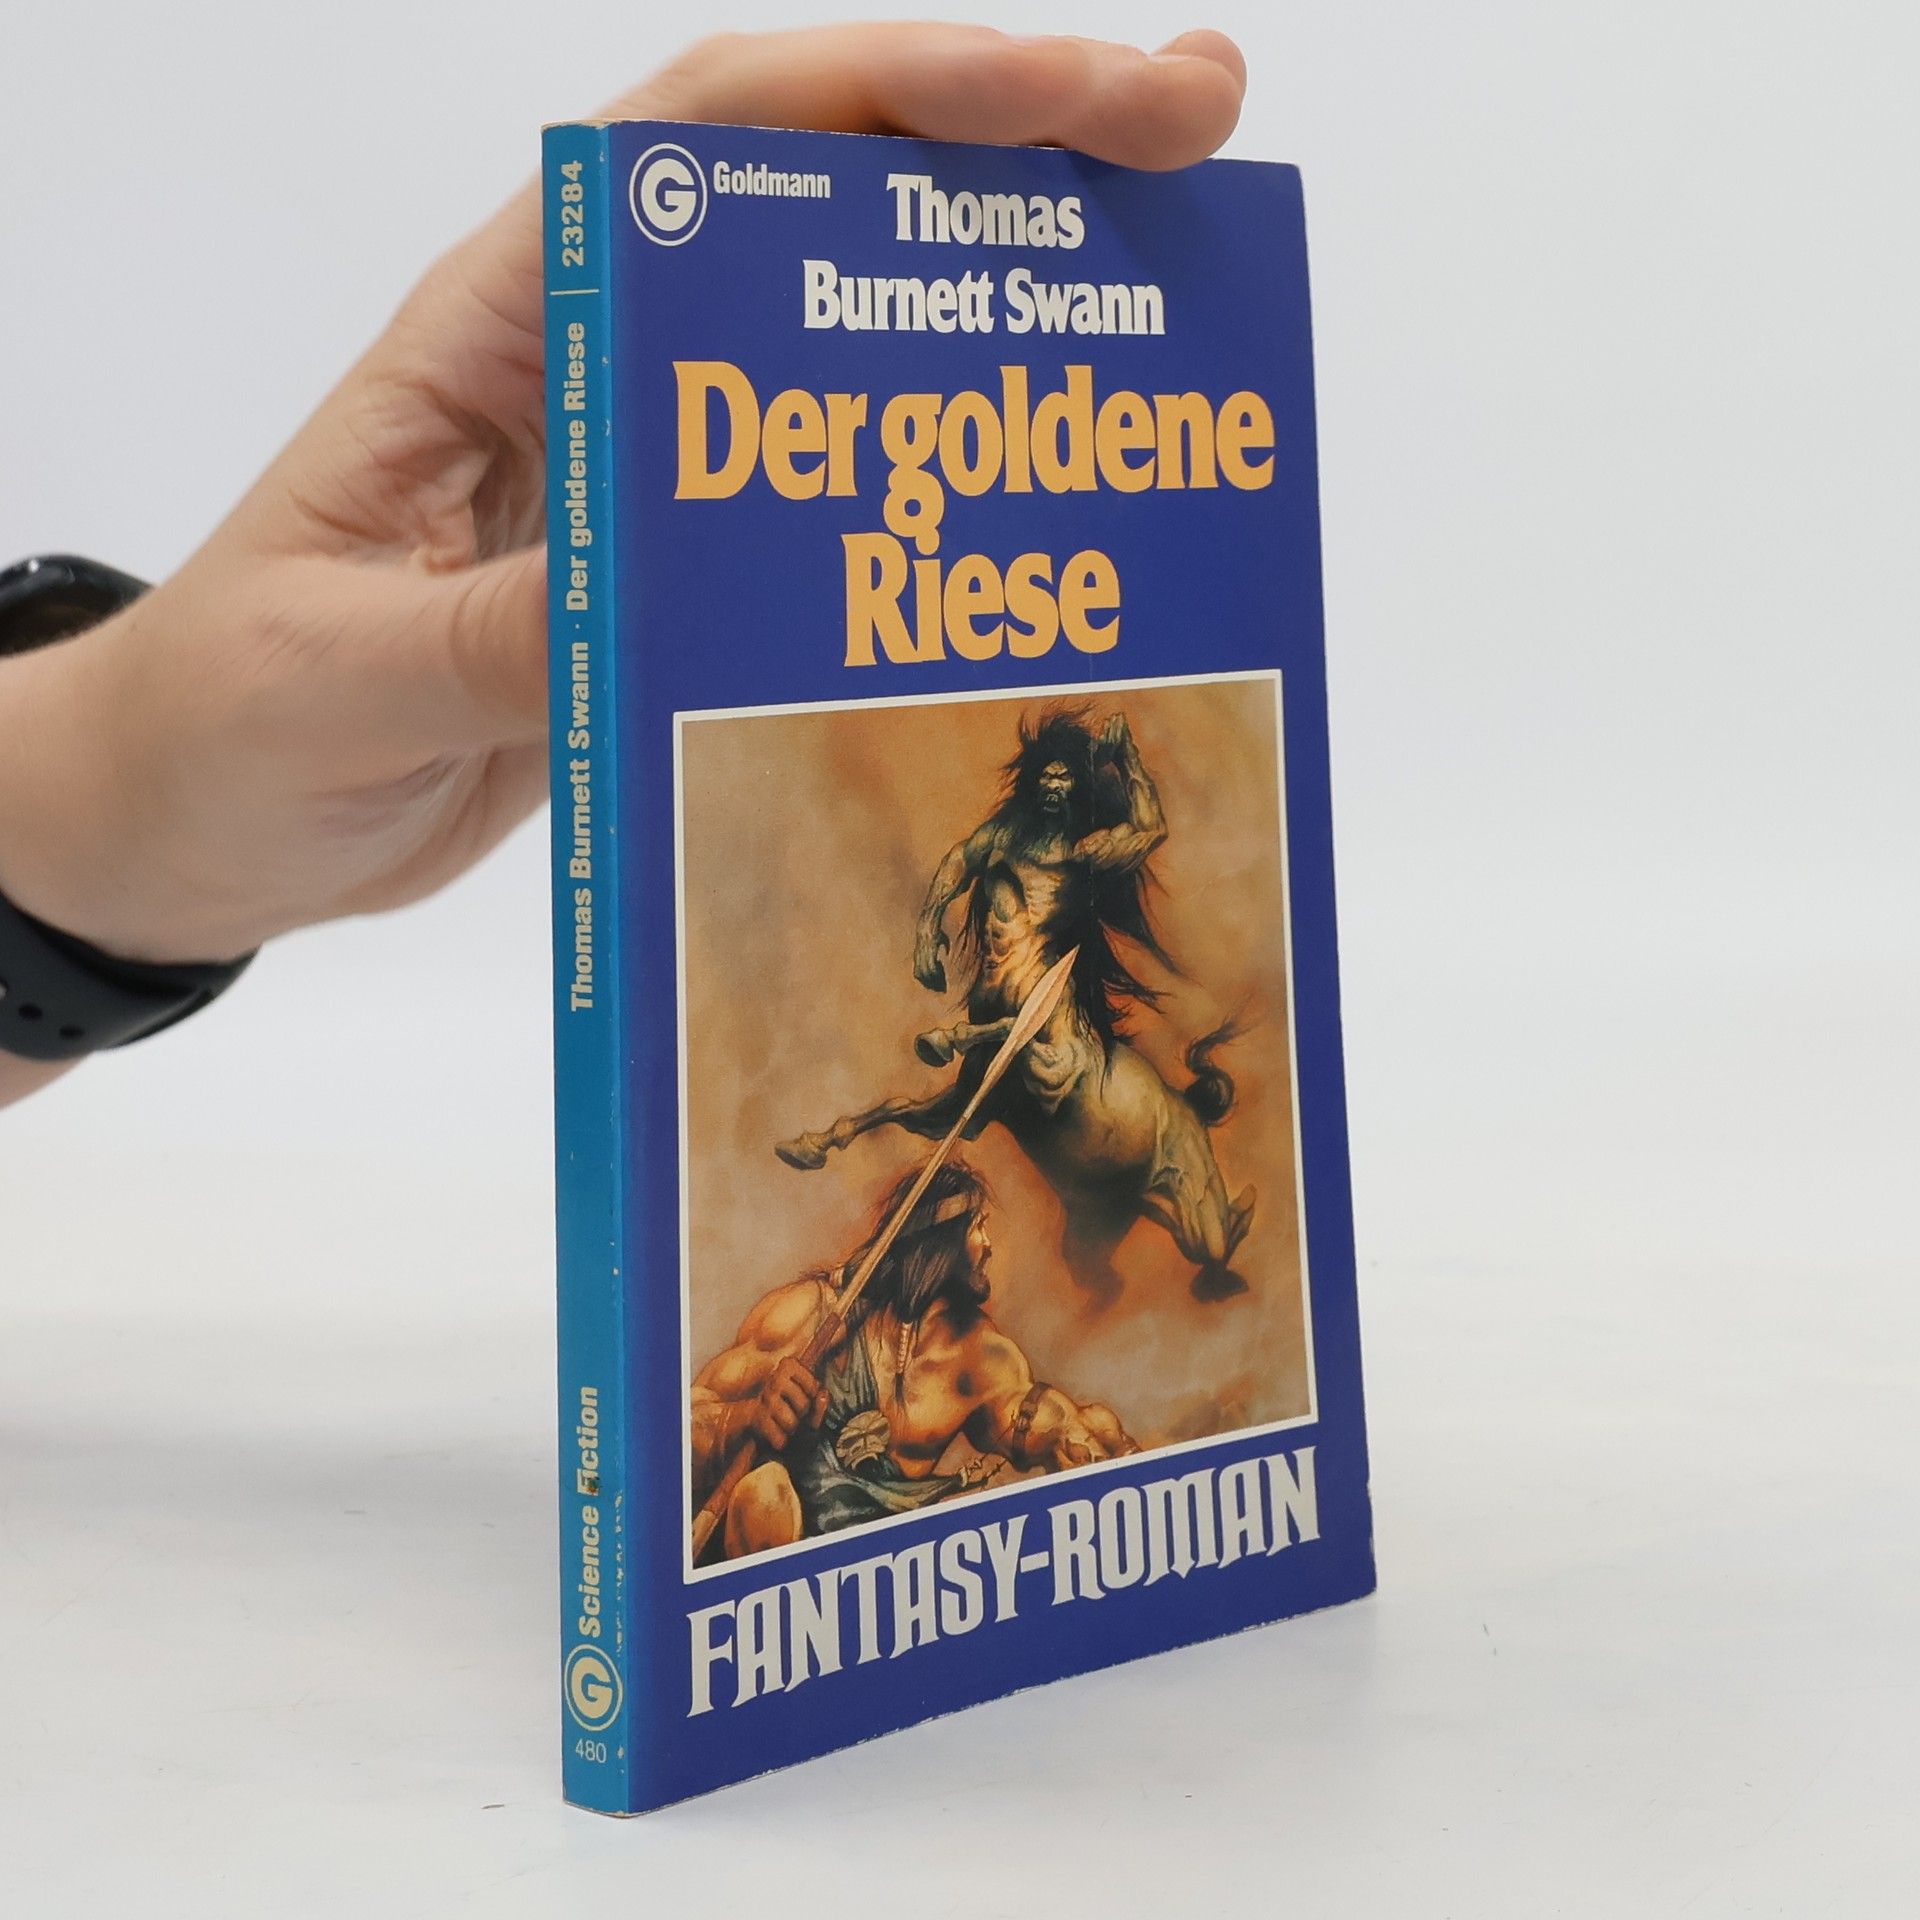 G Goldmann
Thomas
Burnett Swann
Der goldene
Riese
FANTASY-ROMAN
23284
Thomas Burnett Swann · Der goldene Riese
Science Fiction
G
480